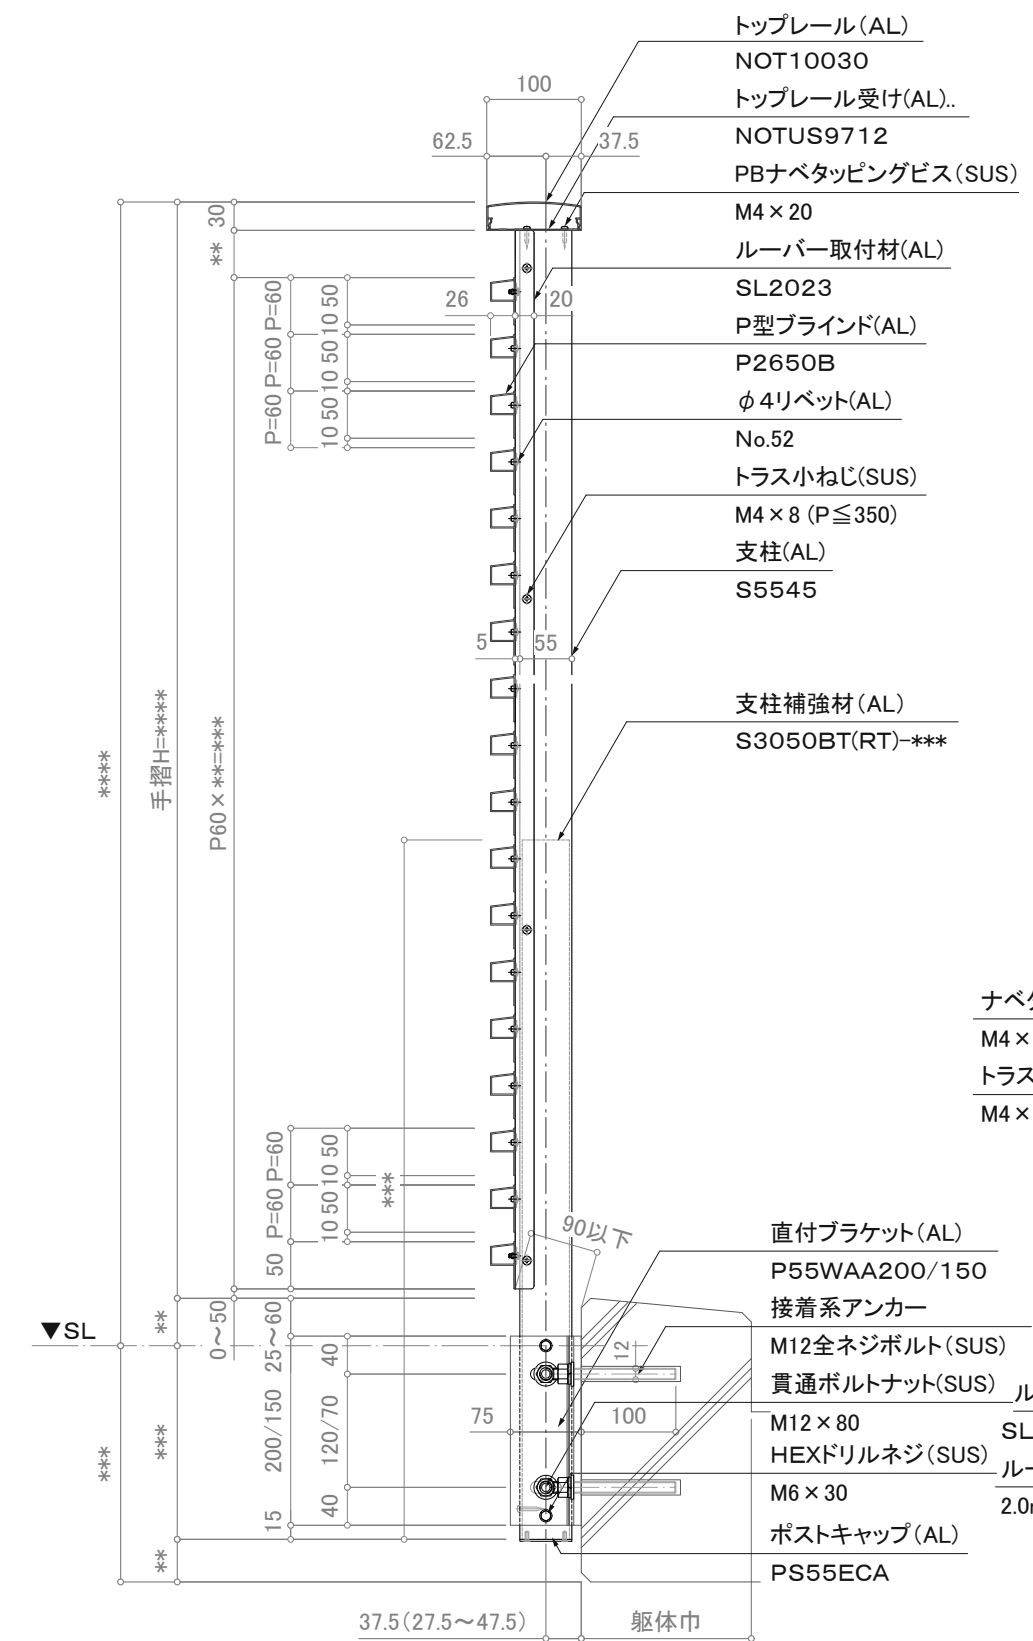 トップレール(AL)
NOT10030
トップレール受け(AL)..
NOTUS9712
PBナベタッピングビス(SUS)
M4×20
ルーバー取付材(AL)
SL2023
P型ブラインド(AL)
P2650B
φ4リベット(AL)
No.52
トラス小ねじ(SUS)
M4×8 (P≦350)
支柱(AL)
S5545
支柱補強材(AL)
S3050BT(RT)-***
直付ブラケット(AL)
P55WAA200/150
接着系アンカー
M12全ネジボルト(SUS)
貫通ボルトナット(SUS)
M12×80
HEXドリルネジ(SUS)
M6×30
ポストキャップ(AL)
PS55ECA
M4×
トラス
M4×
ル
SL
ルー
100
62.5
37.5
30
**
P=60 P=60 P=60
10 50 10 50 10 50
26
20
5
55
****
手摺H=****
P60×**=****
***
P=60 P=60
50
10 50 10 50
90以下
▼SL
**
0～50
25～60
40
12
75
100
***
***
200/150
120/70
15
40
**
37.5(27.5～47.5)
躯体巾